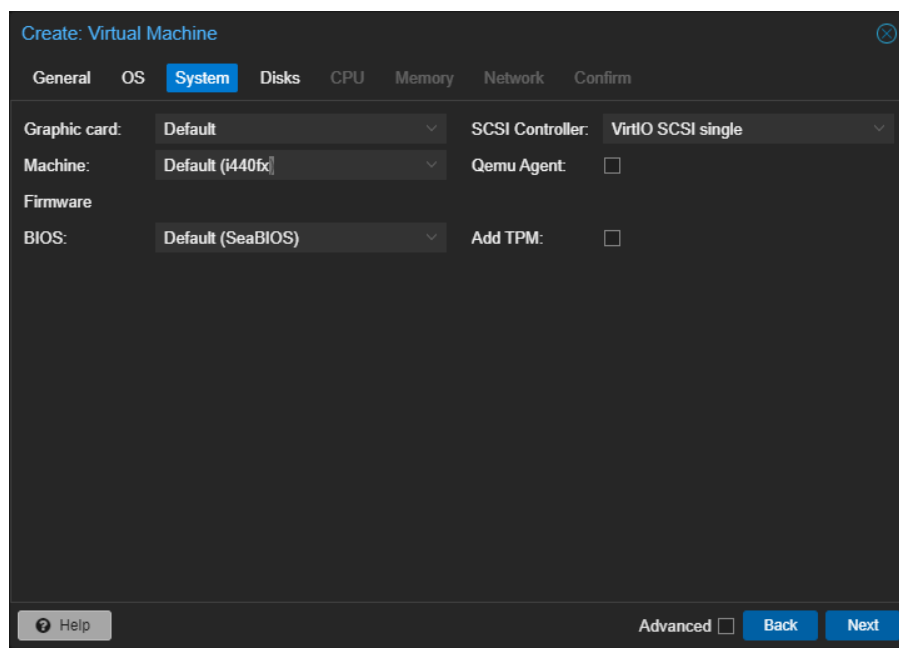 Create: Virtual Machine
General OS System Disks CPU Memory Network Confirm
Graphic card: Default SCSI Controller: VirtIO SCSI single
Machine: Default (i440fx) Qemu Agent:
Firmware
BIOS: Default (SeaBIOS) Add TPM:
Help Advanced Back Next